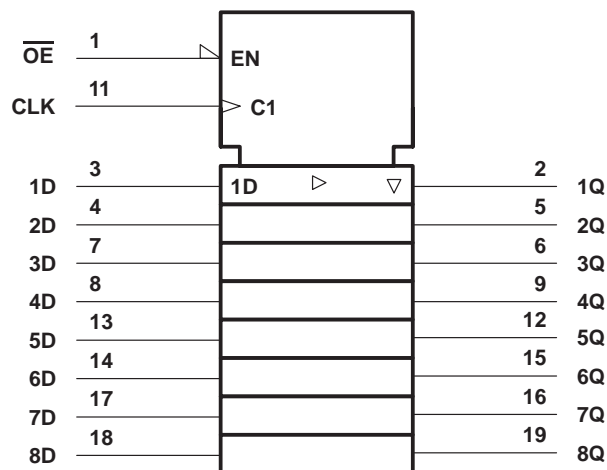 OE 1 EN
CLK 11 C1
1D 3 1D 2 1Q
2D 4 5 2Q
3D 7 6 3Q
4D 8 9 4Q
5D 13 12 5Q
6D 14 15 6Q
7D 17 16 7Q
8D 18 19 8Q